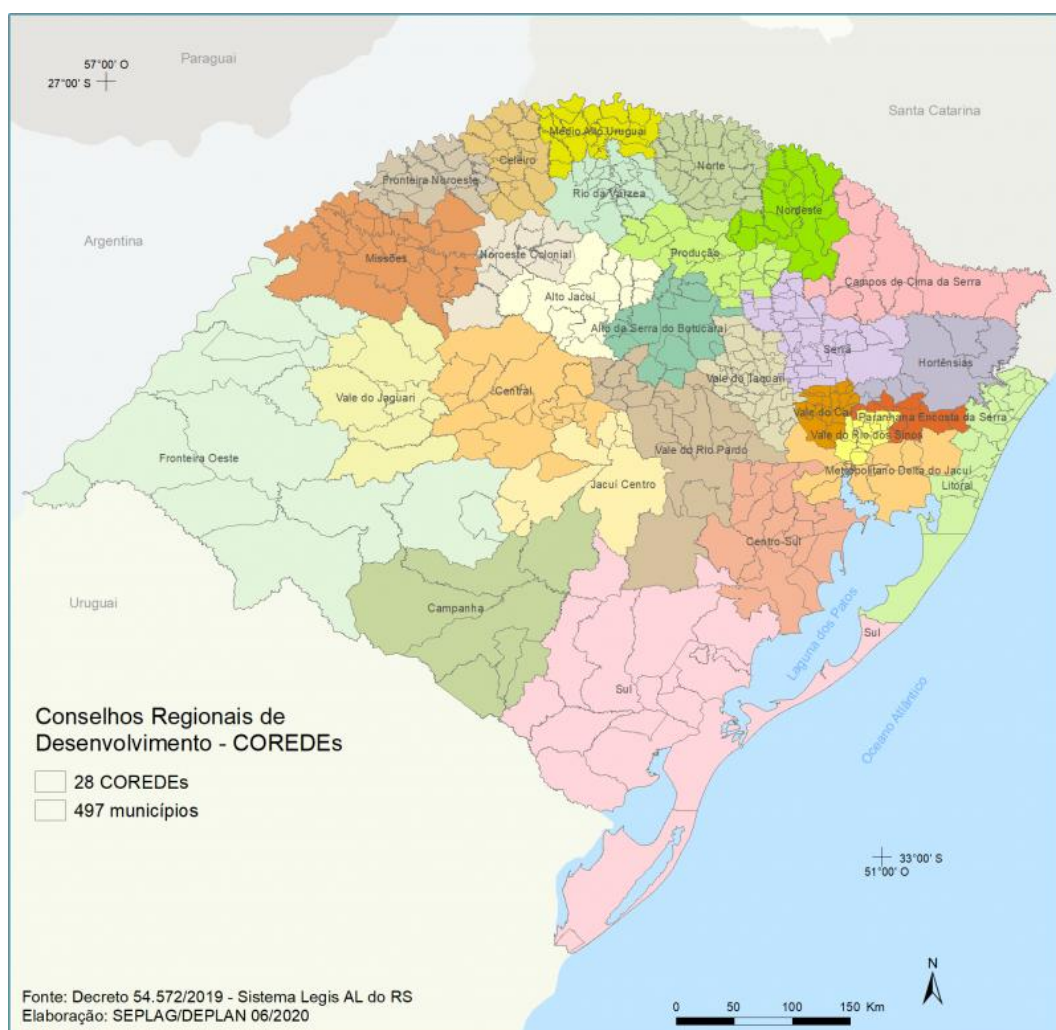 57°00' O
27°00' S
Paraguai
Santa Catarina
Argentina
Uruguai
Médio Alto Uruguai
Celeiro
Norte
Fronteira Noroeste
Rio da Várzea
Nordeste
Missões
Noroeste Colonial
Produção
Campos de Cima da Serra
Alto Jacuí
Alto da Serra do Botucaraí
Serra
Hortênsias
Vale do Taquari
Central
Vale do Jaguari
Vale do Caí
Paranhana Encosta da Serra
Vale do Rio dos Sinos
Vale do Rio Pardo
Fronteira Oeste
Metropolitano Delta do Jacuí
Jacuí Centro
Litoral
Centro-Sul
Campanha
Sul
Sul
Laguna dos Patos
Oceano Atlântico
Conselhos Regionais de
Desenvolvimento - COREDEs
28 COREDEs
497 municípios
33°00' S
51°00' O
N
0 50 100 150 Km
Fonte: Decreto 54.572/2019 - Sistema Legis AL do RS
Elaboração: SEPLAG/DEPLAN 06/2020